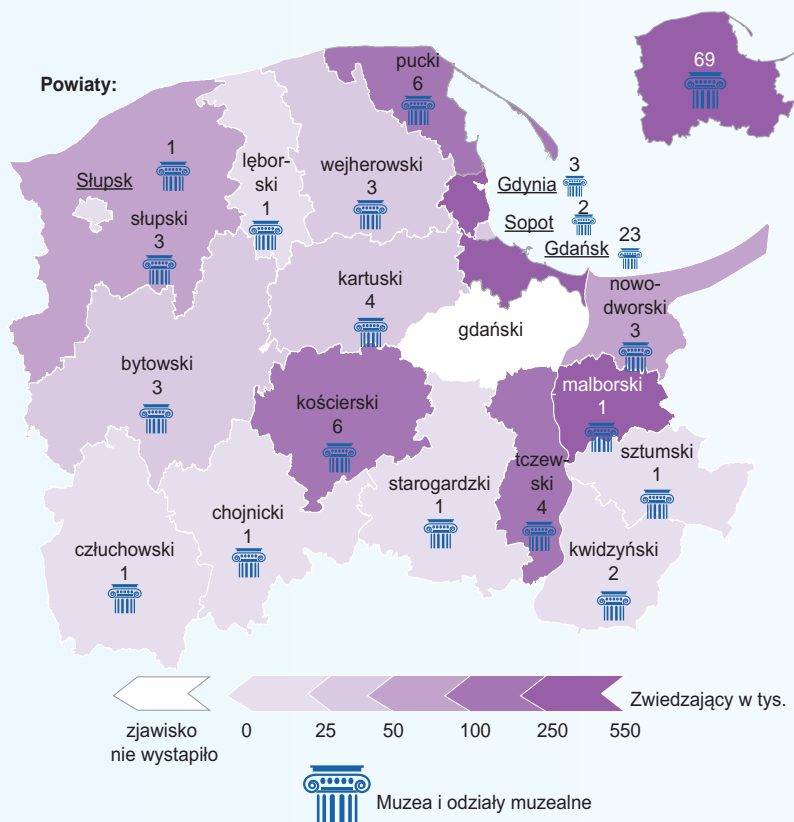 Powiaty:
69
pucki
6
1
Słupsk
słupski
3
lębor-
ski
1
wejherowski
3
3
Gdynia
2
Sopot
23
Gdańsk
kartuski
4
gdański
nowo-
dworski
3
bytowski
3
kościerski
6
malborski
1
tczew-
ski
4
sztumski
1
starogardzki
1
chojnicki
1
człuchowski
1
kwidzyński
2
zjawisko
nie wystąpiło
0 25 50 100 250 550
Zwiedzający w tys.
Muzea i odziały muzealne